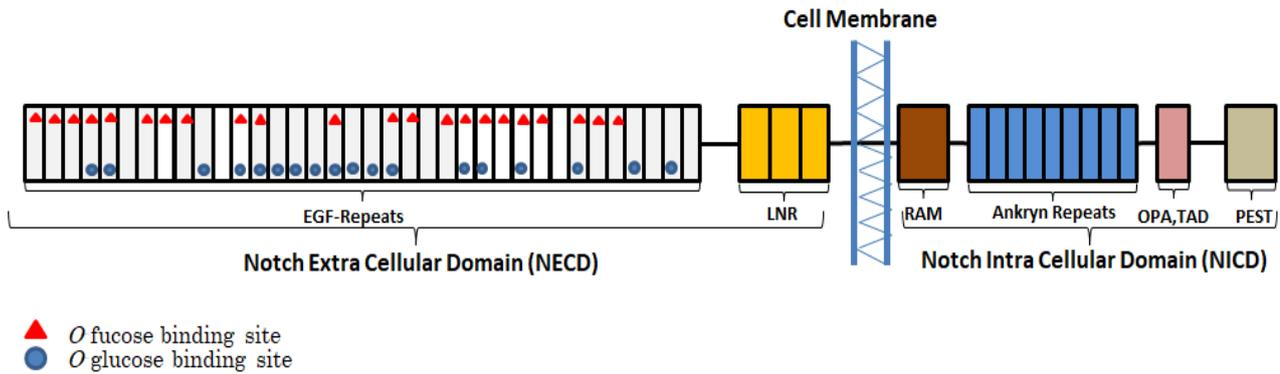 Cell Membrane
EGF-Repeats
LNR
RAM
Ankryn Repeats
OPA,TAD
PEST
Notch Extra Cellular Domain (NECD)
Notch Intra Cellular Domain (NICD)
O fucose binding site
O glucose binding site